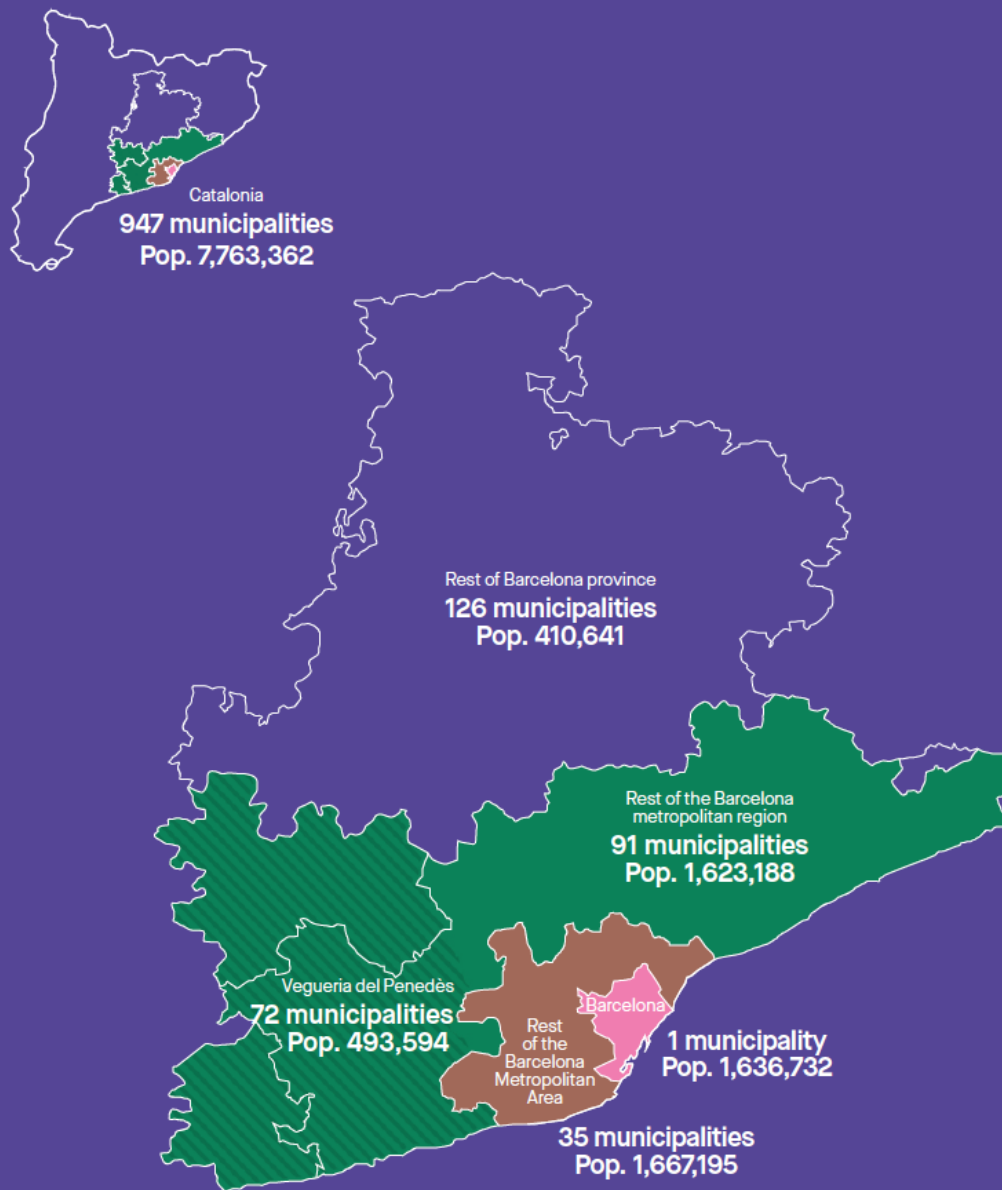 Catalonia
947 municipalities
Pop. 7,763,362
Rest of Barcelona province
126 municipalities
Pop. 410,641
Rest of the Barcelona
metropolitan region
91 municipalities
Pop. 1,623,188
Vegueria del Penedès
72 municipalities
Pop. 493,594
Barcelona
1 municipality
Pop. 1,636,732
Rest
of the
Barcelona
Metropolitan
Area
35 municipalities
Pop. 1,667,195